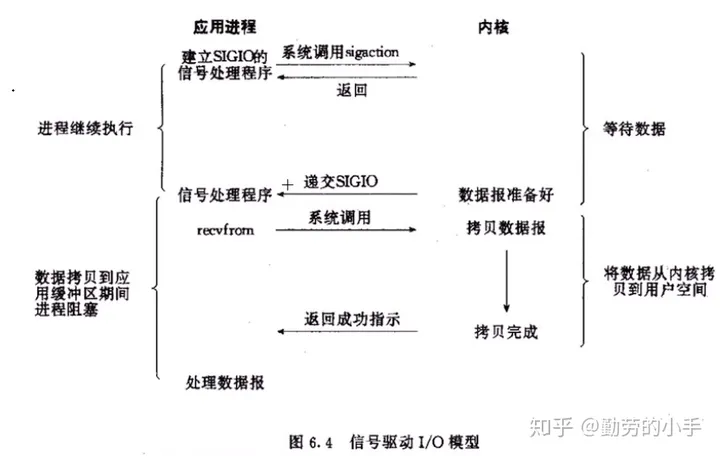 应用进程
内核
建立SIGIO的
信号处理程序
系统调用sigaction
返回
进程继续执行
等待数据
信号处理程序
递交SIGIO
数据报准备好
recvfrom
系统调用
拷贝数据报
数据拷贝到应
用缓冲区期间
进程阻塞
将数据从内核拷
贝到用户空间
返回成功指示
拷贝完成
处理数据报
图 6.4 信号驱动 I/O 模型
知乎 @勤劳的小手